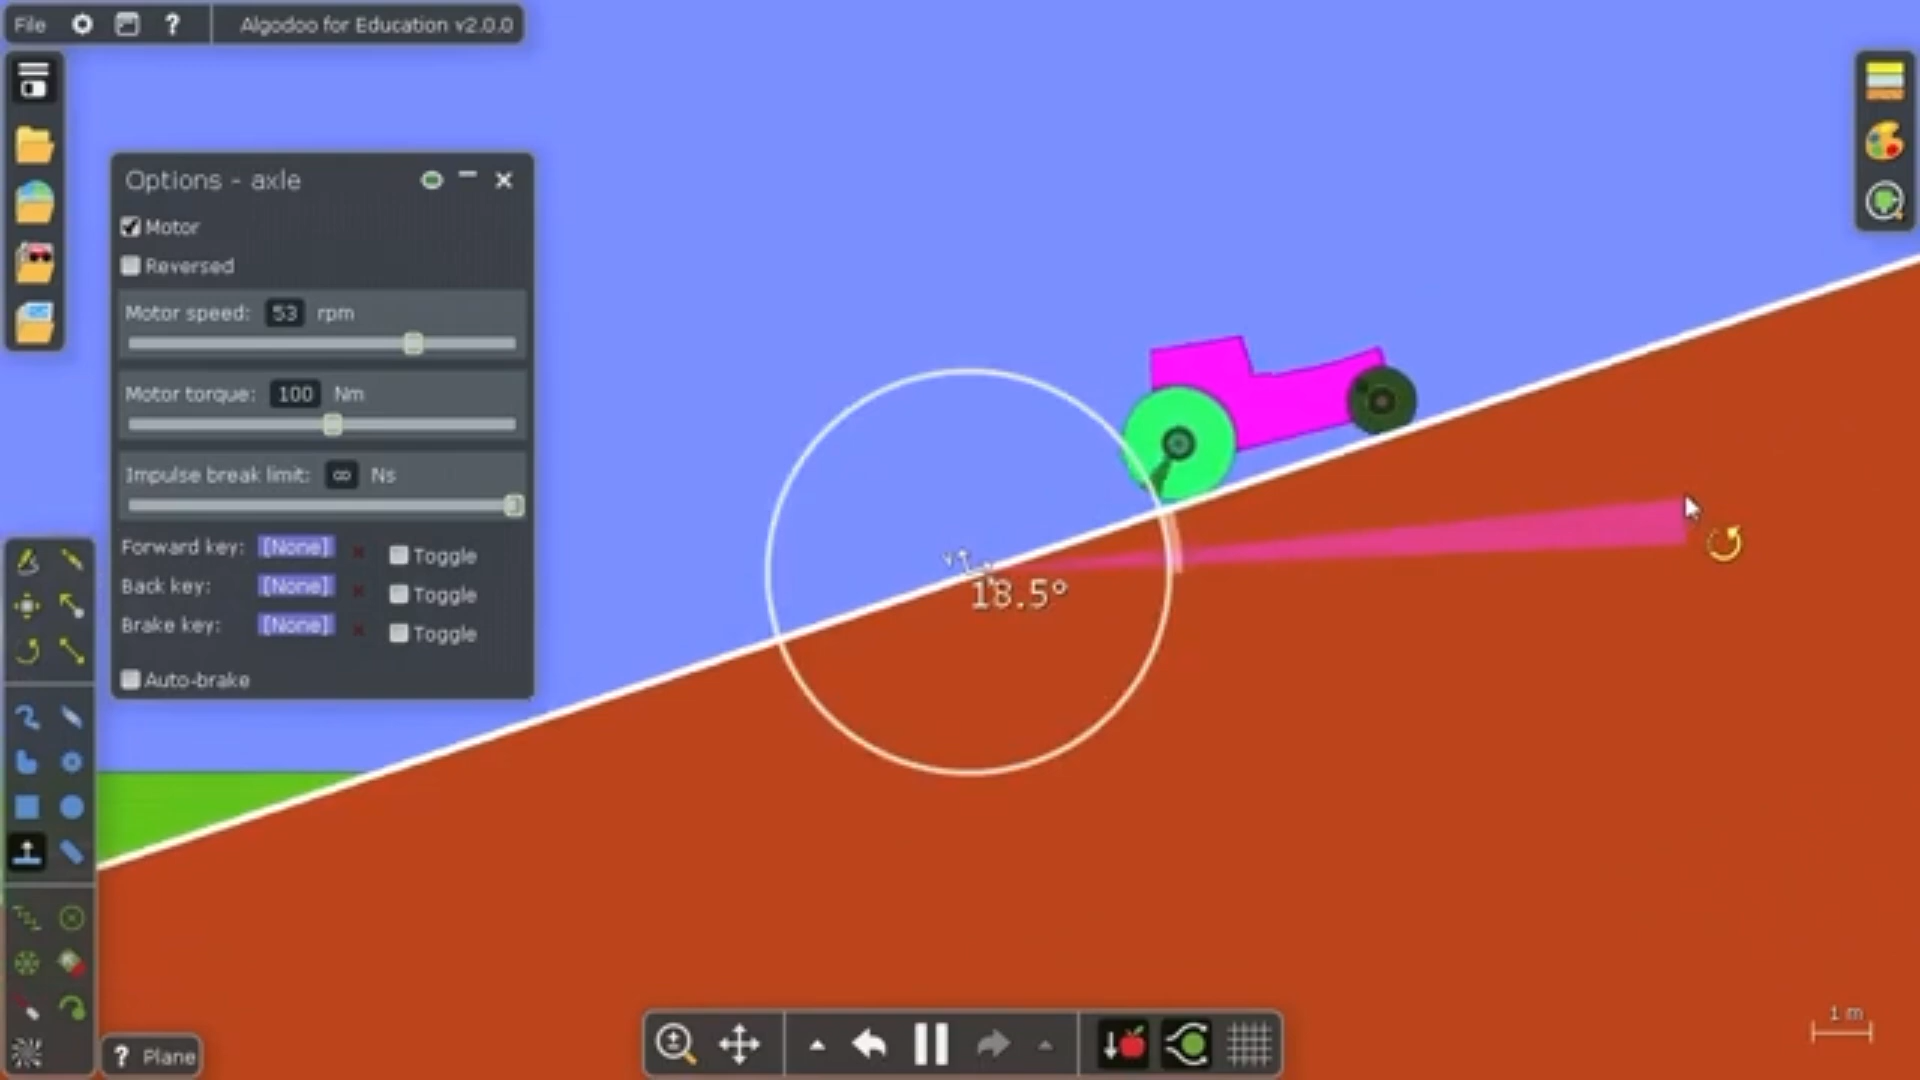 File ? Algodoo for Education v2.0.0
Options - axle
Motor
Reversed
Motor speed: 53 rpm
Motor torque: 100 Nm
Impulse break limit: ∞ Ns
Forward key: [None] Toggle
Back key: [None] Toggle
Brake key: [None] Toggle
Auto-brake
18.5°
? Plane
1 m